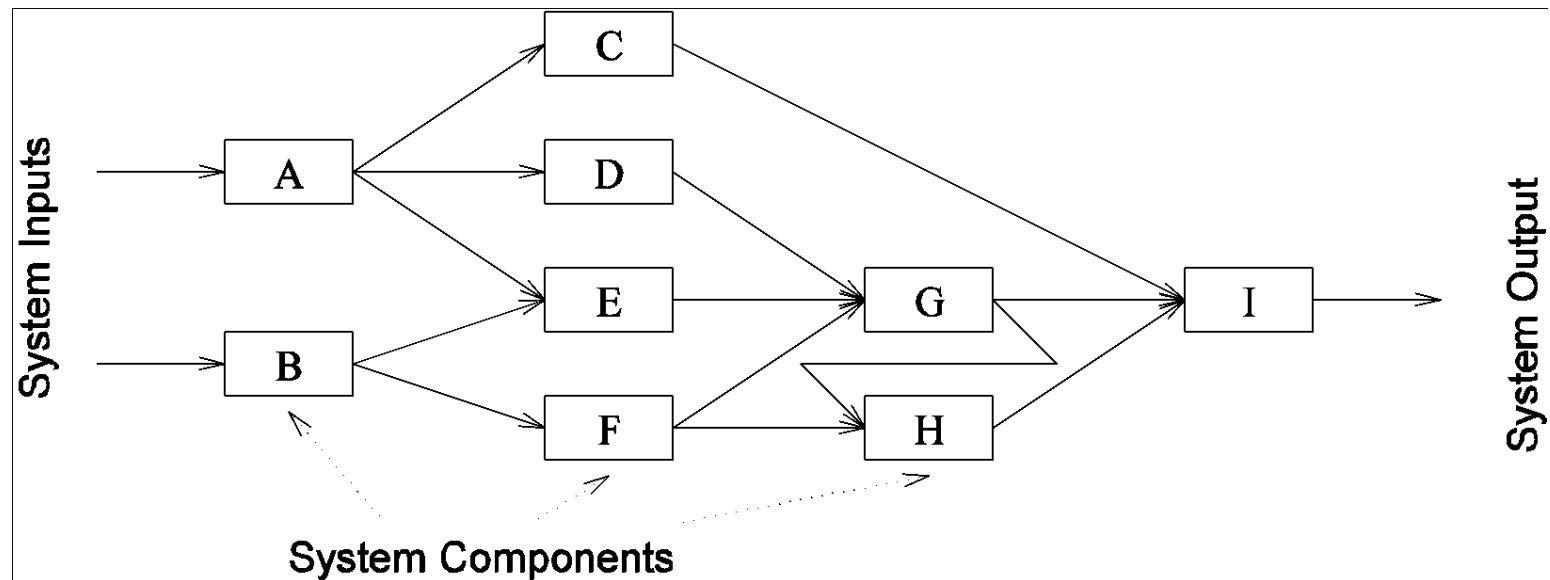 System Inputs
A
B
C
D
E
F
G
H
I
System Output
System Components